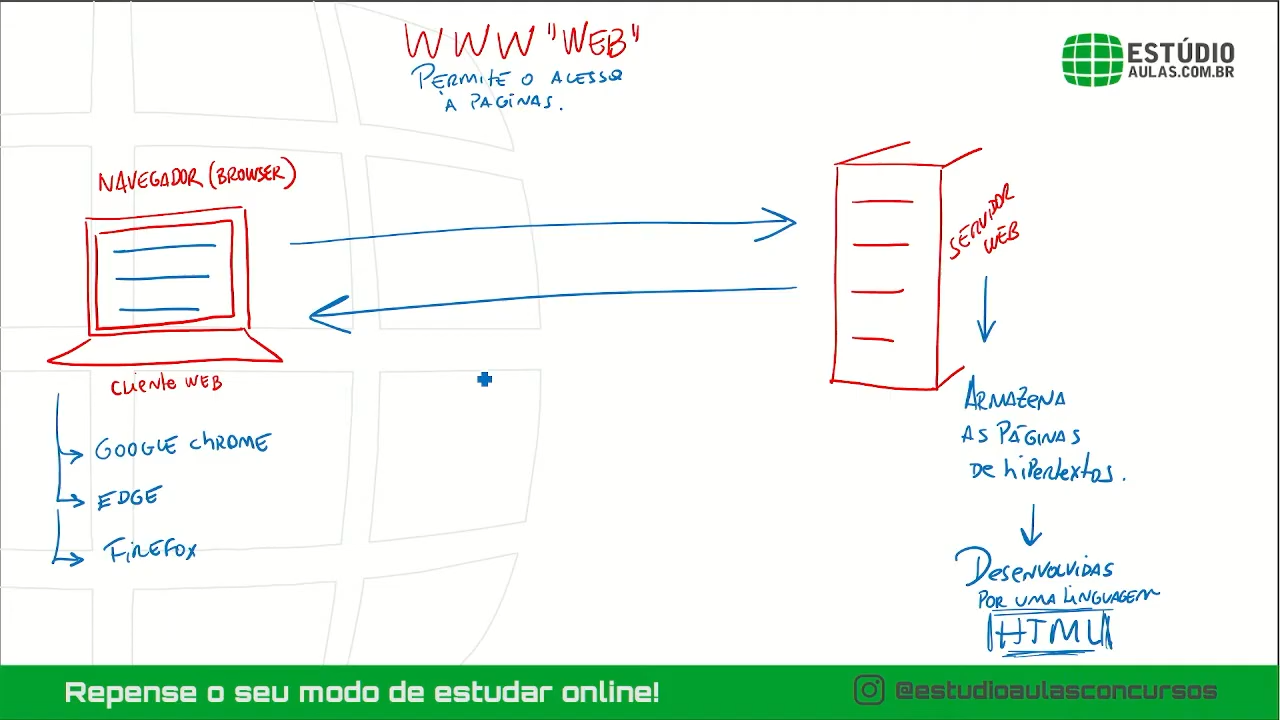 WWW "WEB"
PERMITE O ACESSO
À PÁGINAS.
ESTÚDIO
AULAS.COM.BR
NAVEGADOR (BROWSER)
SERVIDOR
WEB
CLIENTE WEB
GOOGLE CHROME
EDGE
FIREFOX
ARMAZENA
AS PÁGINAS
DE HIPERTEXTOS.
DESENVOLVIDAS
POR UMA LINGUAGEM
HTML
Repense o seu modo de estudar online!
@estudioaulasconcursos